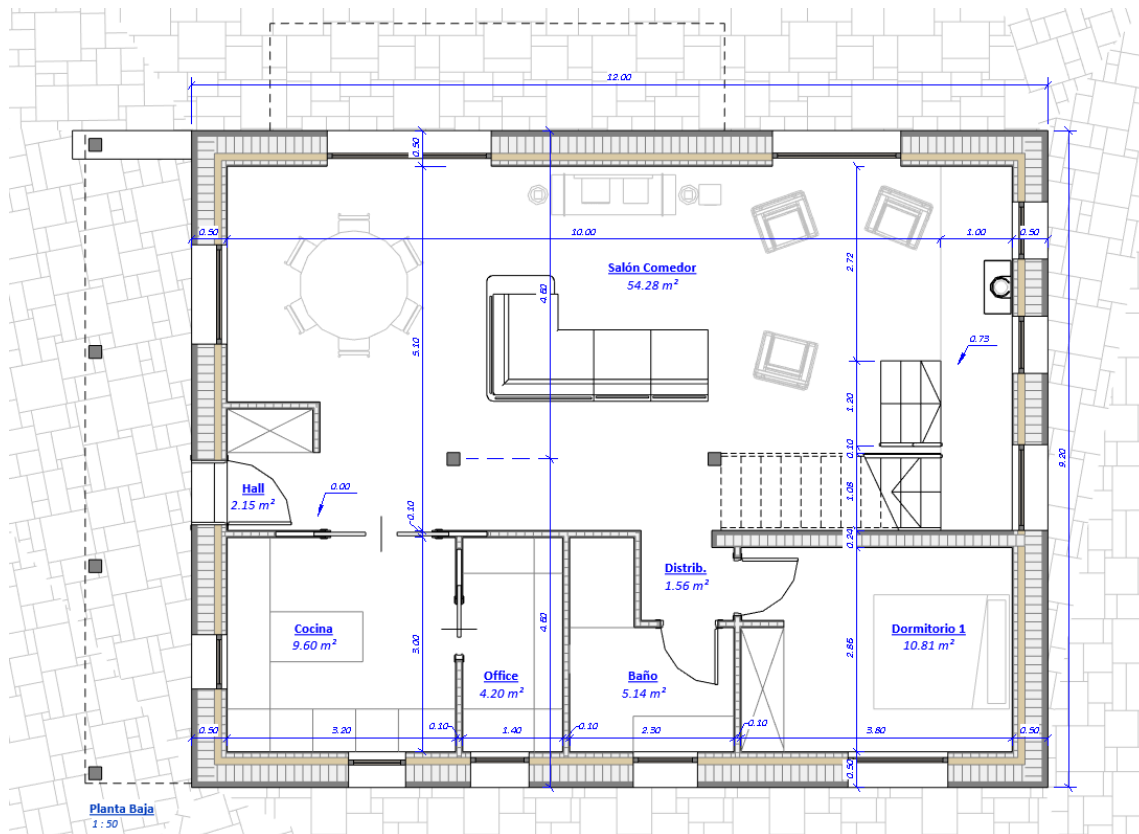 12.00
0.50
0.50
10.00
1.00
0.50
Salón Comedor
54.28 m²
2.72
4.60
5.10
0.73
1.20
0.10
9.20
Hall
2.15 m²
0.00
0.10
1.08
0.24
Distrib.
1.56 m²
Cocina
9.60 m²
4.60
3.00
2.86
Dormitorio 1
10.81 m²
Office
4.20 m²
Baño
5.14 m²
0.50
3.20
0.10
1.40
0.10
2.30
0.10
3.80
0.50
0.50
Planta Baja
1 : 50